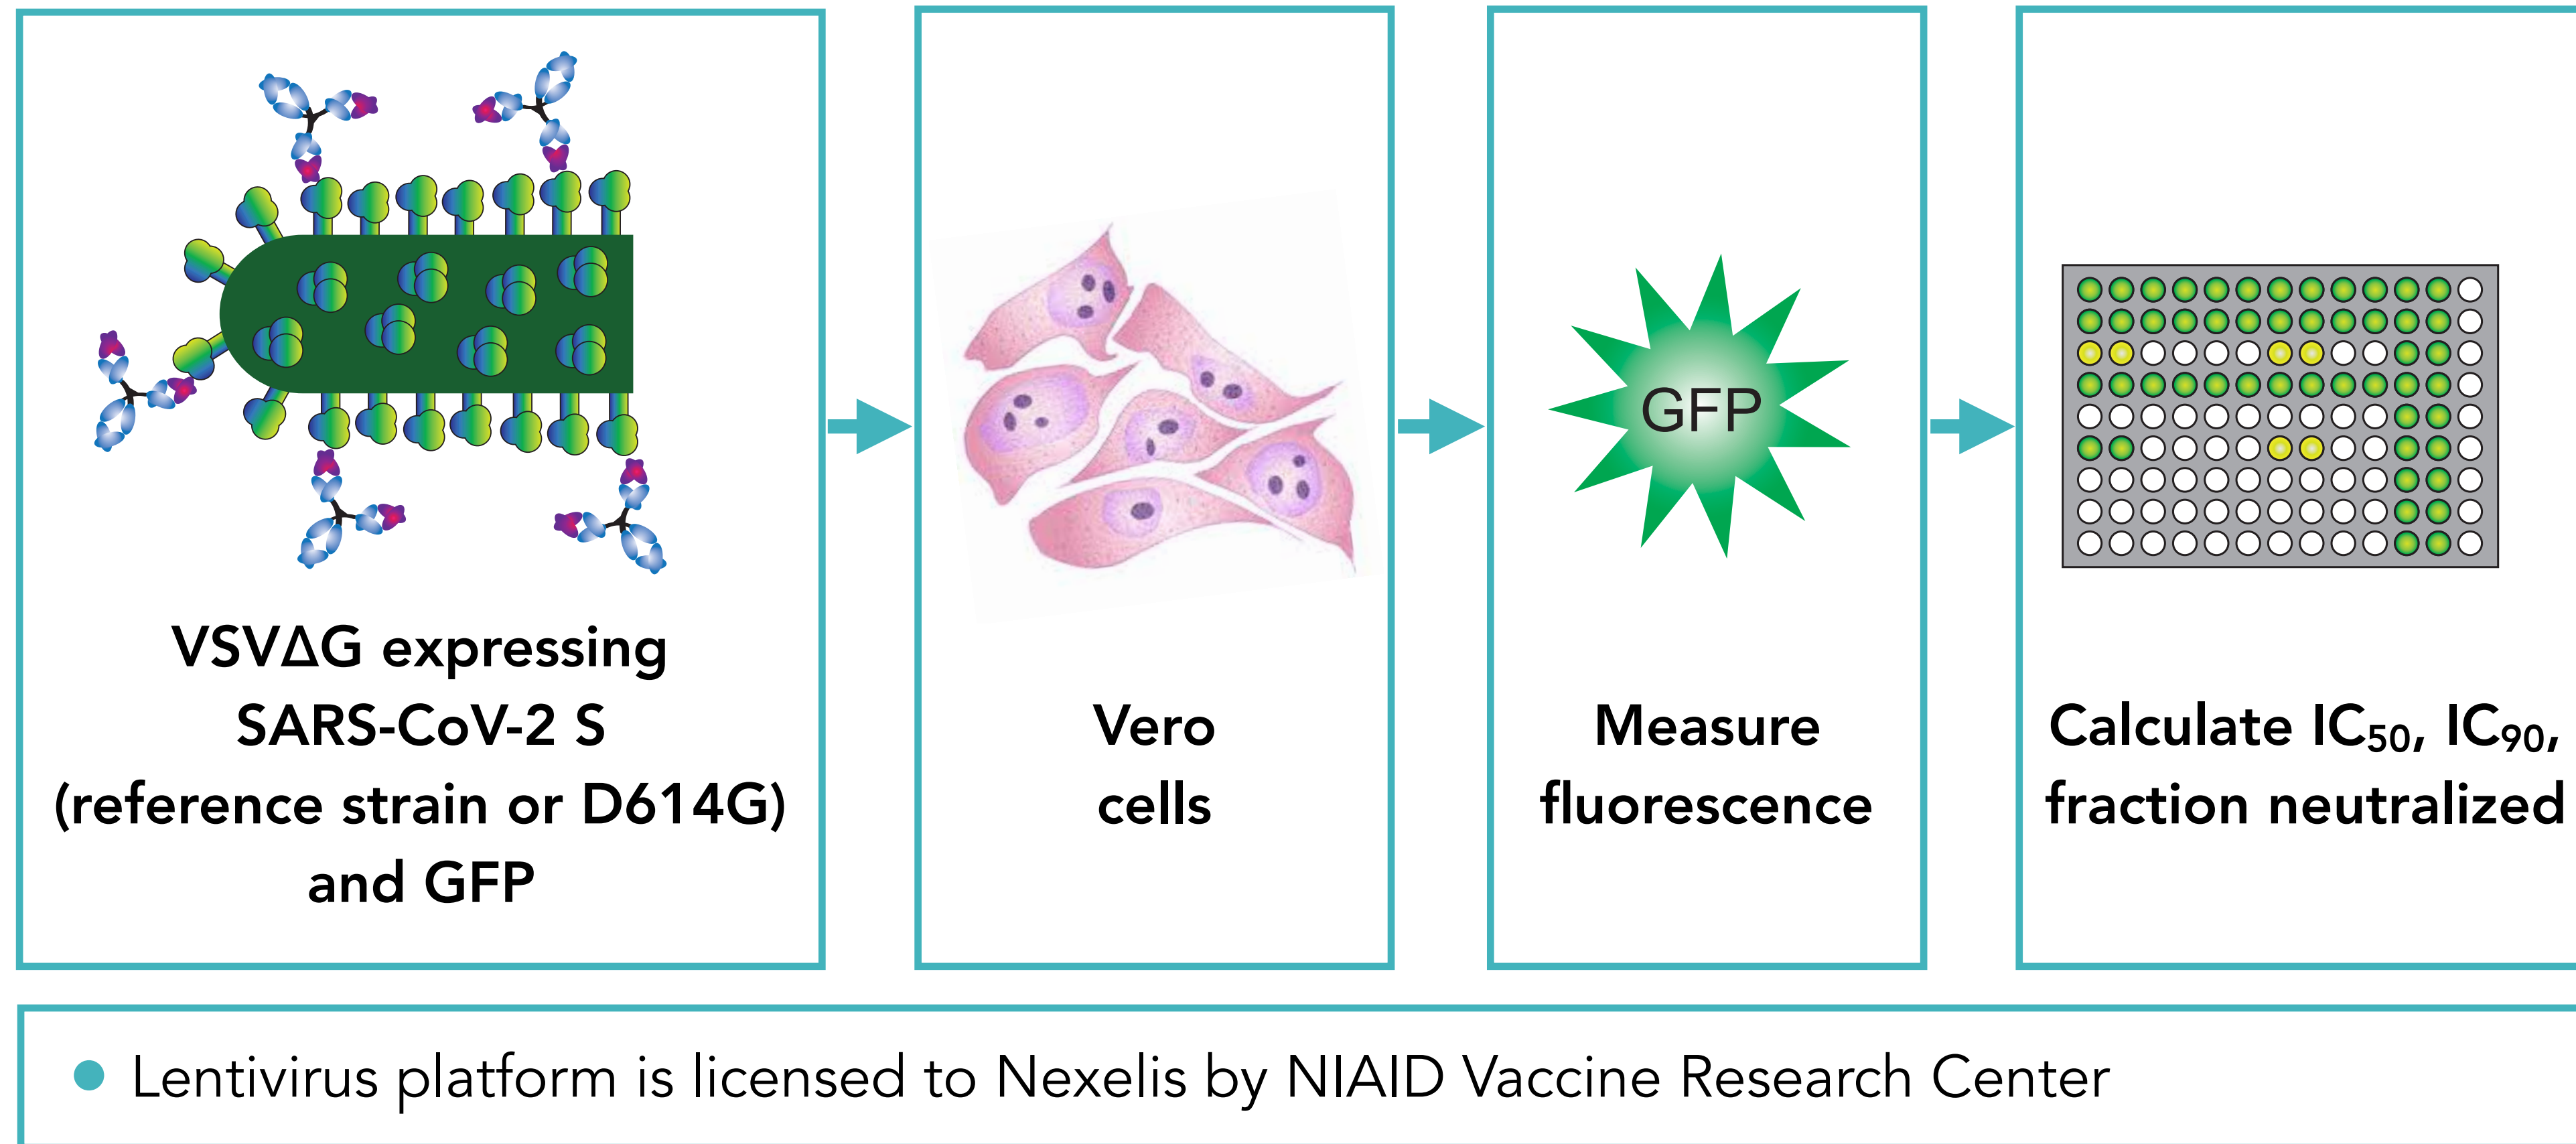 VSVΔG expressing
SARS-CoV-2 S
(reference strain or D614G)
and GFP
Vero
cells
GFP
Measure
fluorescence
Calculate IC₅₀, IC₉₀,
fraction neutralized
● Lentivirus platform is licensed to Nexelis by NIAID Vaccine Research Center